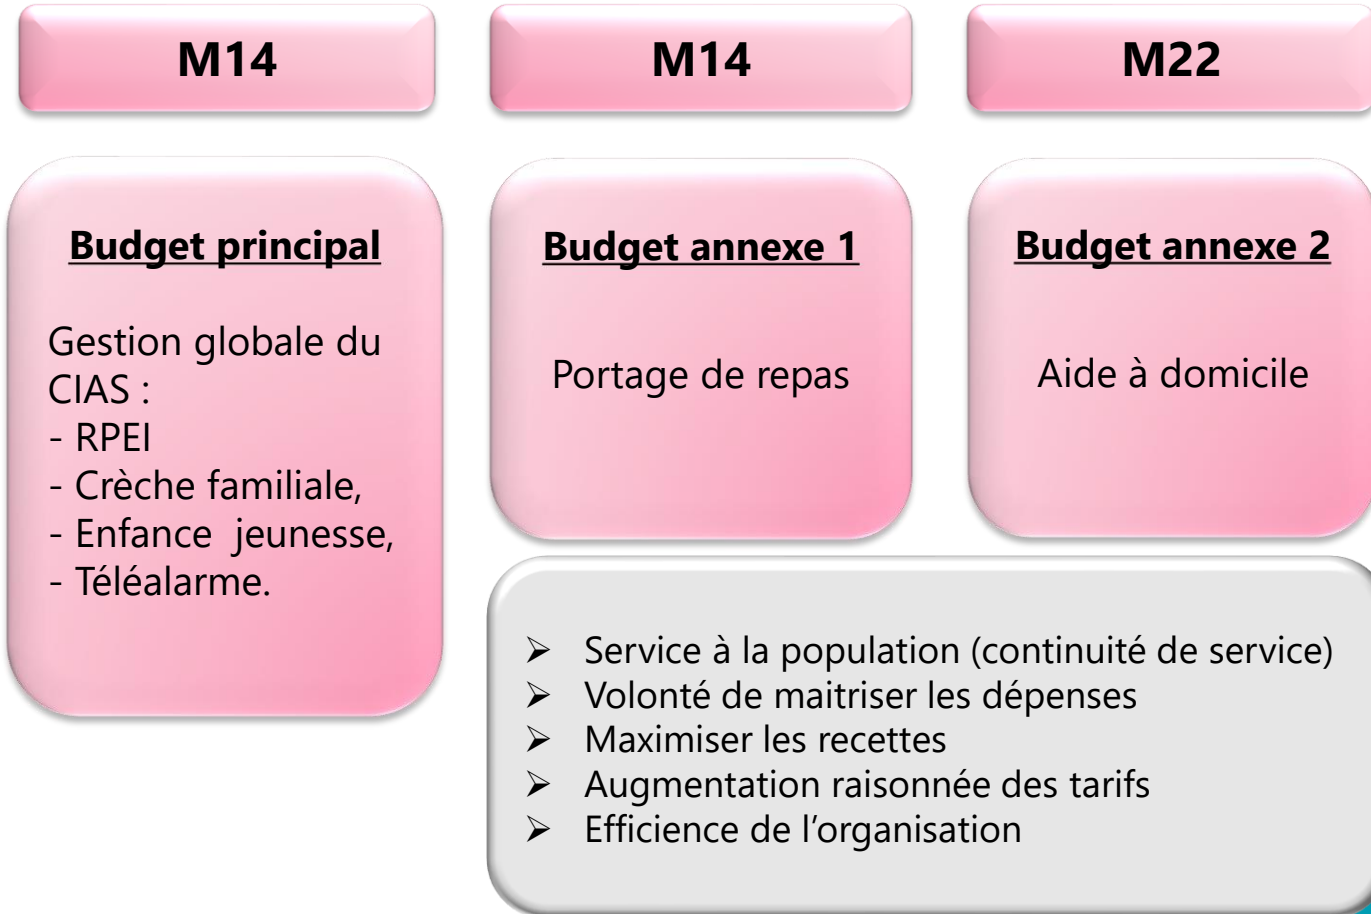 M14
M14
M22
Budget principal
Gestion globale du
CIAS :
- RPEI
- Crèche familiale,
- Enfance jeunesse,
- Téléalarme.
Budget annexe 1
Portage de repas
Budget annexe 2
Aide à domicile
➢ Service à la population (continuité de service)
➢ Volonté de maitriser les dépenses
➢ Maximiser les recettes
➢ Augmentation raisonnée des tarifs
➢ Efficience de l’organisation